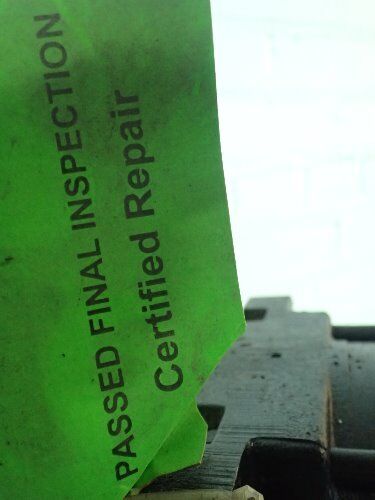 PASSED FINAL INSPECTION
Certified Repair